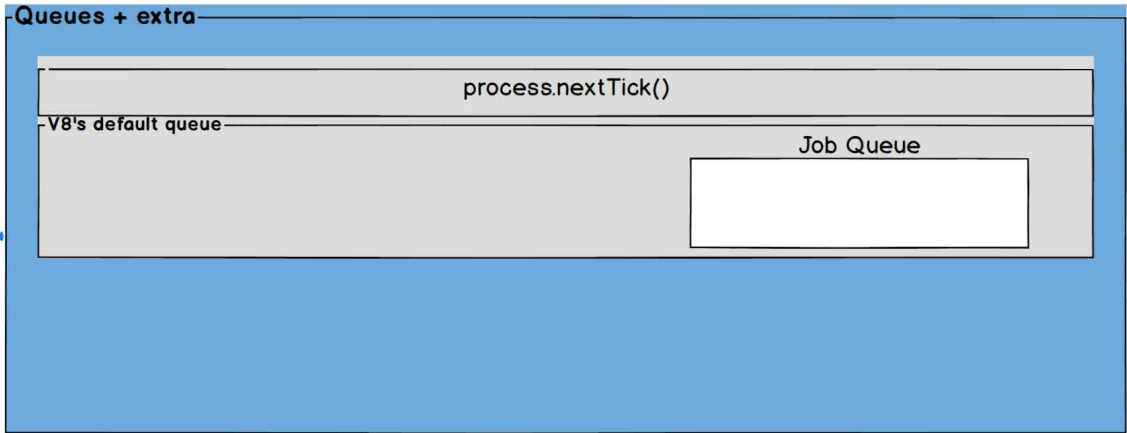 Queues + extra
process.nextTick()
V8's default queue
Job Queue